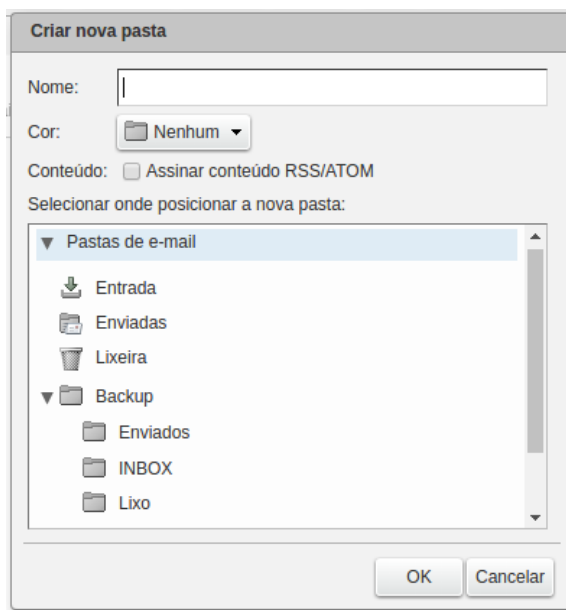 Criar nova pasta
Nome:
Cor: Nenhum
Conteúdo: Assinar conteúdo RSS/ATOM
Selecionar onde posicionar a nova pasta:
Pastas de e-mail
Entrada
Enviadas
Lixeira
Backup
Enviados
INBOX
Lixo
OK Cancelar